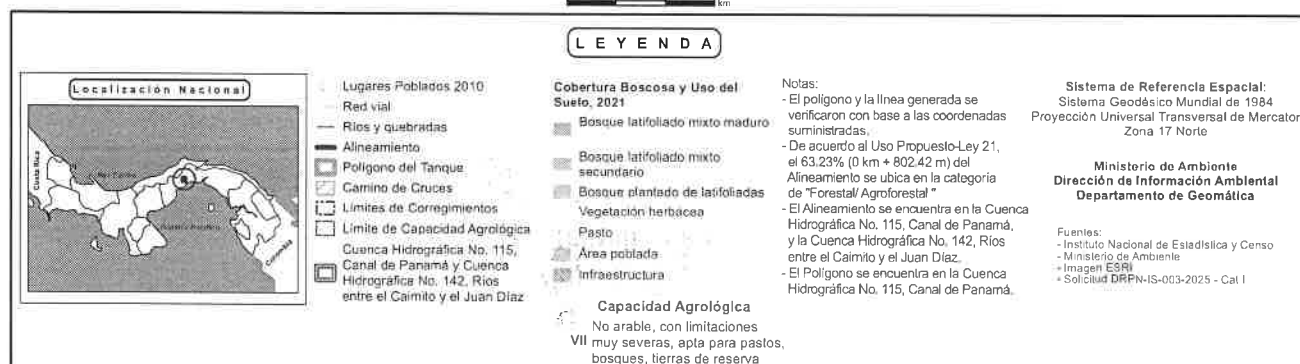 km
LEYENDA
Localización Nacional
Costa Rica
Mar Caribe
Colombia
Lugares Poblados 2010
Red vial
Ríos y quebradas
Alineamiento
Polígono del Tanque
Camino de Cruces
Límites de Corregimientos
Límite de Capacidad Agrológica
Cuenca Hidrográfica No. 115,
Canal de Panamá y Cuenca
Hidrográfica No. 142, Ríos
entre el Caimito y el Juan Díaz
Cobertura Boscosa y Uso del
Suelo, 2021
Bosque latifoliado mixto maduro
Bosque latifoliado mixto
secundario
Bosque plantado de latifoliadas
Vegetación herbácea
Pasto
Área poblada
Infraestructura
Capacidad Agrológica
No arable, con limitaciones
VII muy severas, apta para pastos,
bosques, tierras de reserva
Notas:
- El polígono y la línea generada se
verificaron con base a las coordenadas
suministradas.
- De acuerdo al Uso Propuesto-Ley 21,
el 63.23% (0 km + 802.42 m) del
Alineamiento se ubica en la categoría
de "Forestal/ Agroforestal "
- El Alineamiento se encuentra en la Cuenca
Hidrográfica No. 115, Canal de Panamá,
y la Cuenca Hidrográfica No. 142, Ríos
entre el Caimito y el Juan Díaz.
- El Polígono se encuentra en la Cuenca
Hidrográfica No. 115, Canal de Panamá.
Sistema de Referencia Espacial:
Sistema Geodésico Mundial de 1984
Proyección Universal Transversal de Mercator
Zona 17 Norte
Ministerio de Ambiente
Dirección de Información Ambiental
Departamento de Geomática
Fuentes:
- Instituto Nacional de Estadística y Censo
- Ministerio de Ambiente
- Imagen ESRI
- Solicitud DRPN-IS-003-2025 - Cat I